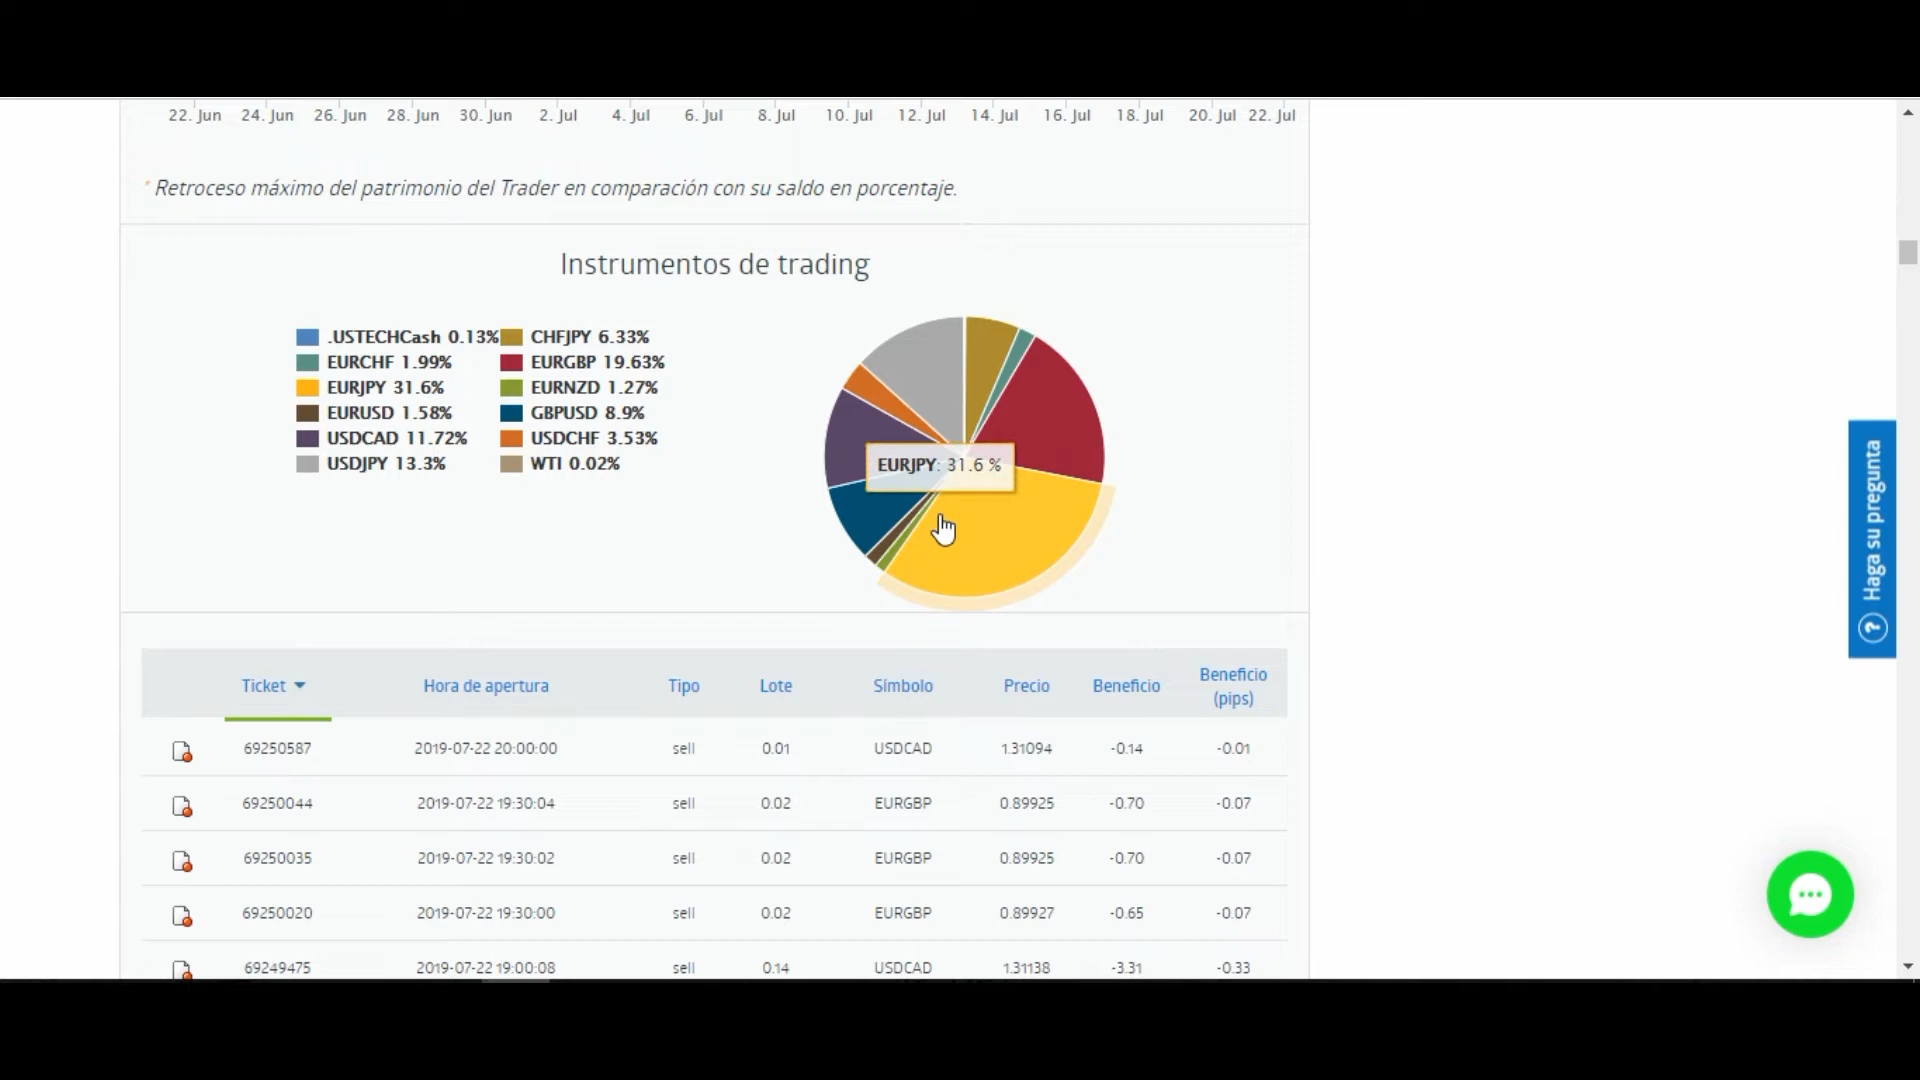 22. Jun 24. Jun 26. Jun 28. Jun 30. Jun 2. Jul 4. Jul 6. Jul 8. Jul 10. Jul 12. Jul 14. Jul 16. Jul 18. Jul 20. Jul 22. Jul
* Retroceso máximo del patrimonio del Trader en comparación con su saldo en porcentaje.
Instrumentos de trading
.USTECHCash 0.13% CHFJPY 6.33%
EURCHF 1.99% EURGBP 19.63%
EURJPY 31.6% EURNZD 1.27%
EURUSD 1.58% GBPUSD 8.9%
USDCAD 11.72% USDCHF 3.53%
USDJPY 13.3% WTI 0.02%
EURJPY: 31.6 %
Haga su pregunta
?
Ticket Hora de apertura Tipo Lote Símbolo Precio Beneficio Beneficio
(pips)
69250587 2019-07-22 20:00:00 sell 0.01 USDCAD 1.31094 -0.14 -0.01
69250044 2019-07-22 19:30:04 sell 0.02 EURGBP 0.89925 -0.70 -0.07
69250035 2019-07-22 19:30:02 sell 0.02 EURGBP 0.89925 -0.70 -0.07
69250020 2019-07-22 19:30:00 sell 0.02 EURGBP 0.89927 -0.65 -0.07
69249475 2019-07-22 19:00:08 sell 0.14 USDCAD 1.31138 -3.31 -0.33